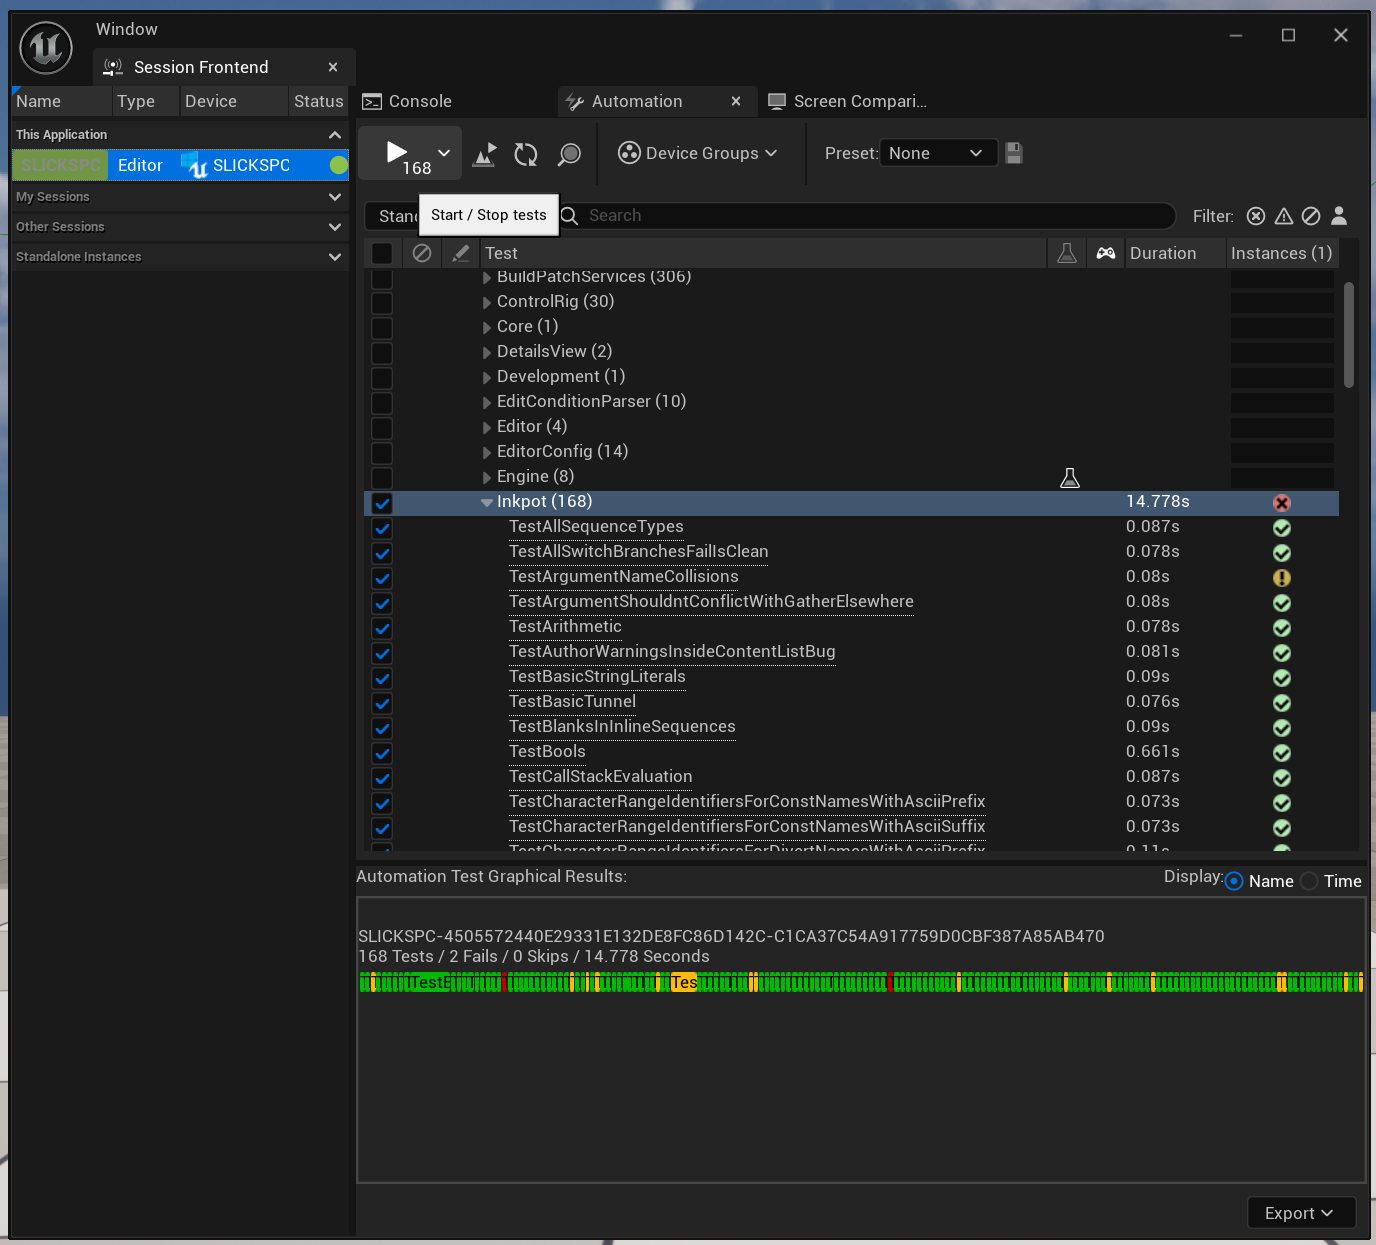 Window
Session Frontend
Name Type Device Status
Console Automation Screen Compari...
This Application
SLICKSPC Editor SLICKSPC
168
Device Groups
Preset: None
My Sessions
Other Sessions
Standalone Instances
Stand
Start / Stop tests
Search
Filter:
Test Duration Instances (1)
BuildPatchServices (306)
ControlRig (30)
Core (1)
DetailsView (2)
Development (1)
EditConditionParser (10)
Editor (4)
EditorConfig (14)
Engine (8)
Inkpot (168) 14.778s
TestAllSequenceTypes 0.087s
TestAllSwitchBranchesFailIsClean 0.078s
TestArgumentNameCollisions 0.08s
TestArgumentShouldntConflictWithGatherElsewhere 0.08s
TestArithmetic 0.078s
TestAuthorWarningsInsideContentListBug 0.081s
TestBasicStringLiterals 0.09s
TestBasicTunnel 0.076s
TestBlanksInInlineSequences 0.09s
TestBools 0.661s
TestCallStackEvaluation 0.087s
TestCharacterRangeIdentifiersForConstNamesWithAsciiPrefix 0.073s
TestCharacterRangeIdentifiersForConstNamesWithAsciiSuffix 0.073s
TestCharacterRangeIdentifiersForDivertNamesWithAsciiPrefix 0.11s
Automation Test Graphical Results:
Display: Name Time
SLICKSPC-4505572440E29331E132DE8FC86D142C-C1CA37C54A917759D0CBF387A85AB470
168 Tests / 2 Fails / 0 Skips / 14.778 Seconds
TestB Tes
Export